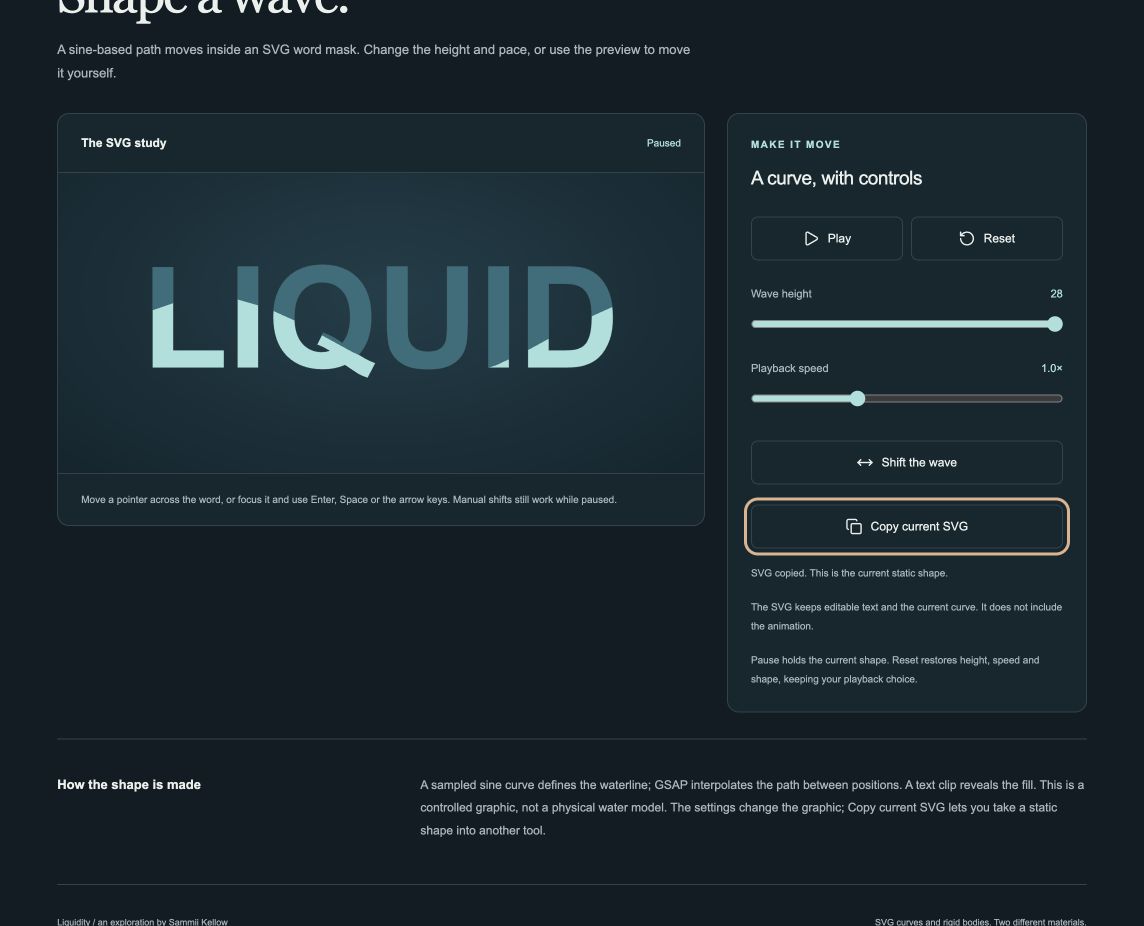 Shape a wave.
A sine-based path moves inside an SVG word mask. Change the height and pace, or use the preview to move
it yourself.
The SVG study
Paused
LIQUID
Move a pointer across the word, or focus it and use Enter, Space or the arrow keys. Manual shifts still work while paused.
MAKE IT MOVE
A curve, with controls
Play
Reset
Wave height
28
Playback speed
1.0×
Shift the wave
Copy current SVG
SVG copied. This is the current static shape.
The SVG keeps editable text and the current curve. It does not include
the animation.
Pause holds the current shape. Reset restores height, speed and
shape, keeping your playback choice.
How the shape is made
A sampled sine curve defines the waterline; GSAP interpolates the path between positions. A text clip reveals the fill. This is a
controlled graphic, not a physical water model. The settings change the graphic; Copy current SVG lets you take a static
shape into another tool.
Liquidity / an exploration by Sammii Kellow
SVG curves and rigid bodies. Two different materials.